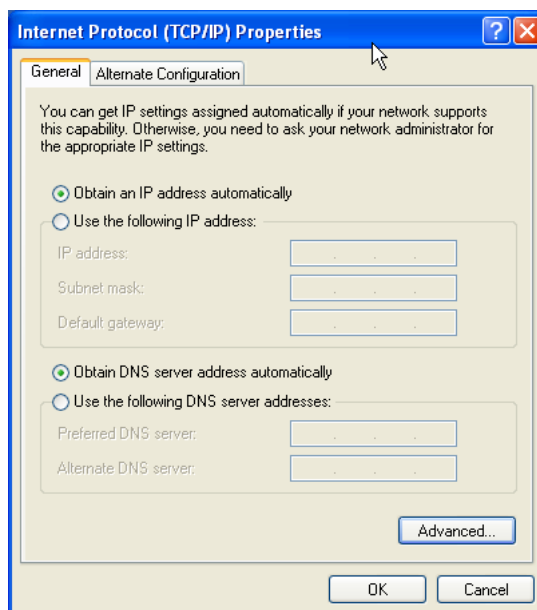 Internet Protocol (TCP/IP) Properties
General Alternate Configuration
You can get IP settings assigned automatically if your network supports
this capability. Otherwise, you need to ask your network administrator for
the appropriate IP settings.
Obtain an IP address automatically
Use the following IP address:
IP address:
Subnet mask:
Default gateway:
Obtain DNS server address automatically
Use the following DNS server addresses:
Preferred DNS server:
Alternate DNS server:
Advanced...
OK Cancel